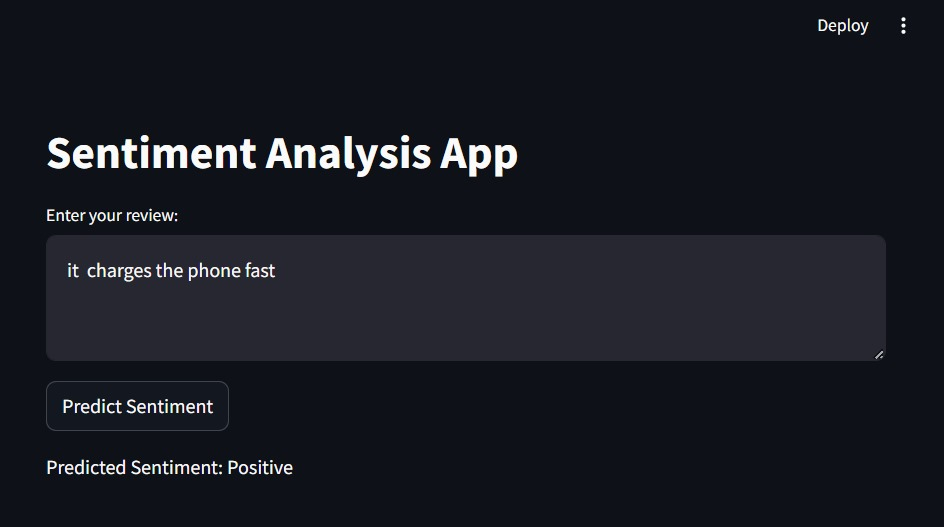 Deploy
Sentiment Analysis App
Enter your review:
it  charges the phone fast
Predict Sentiment
Predicted Sentiment: Positive